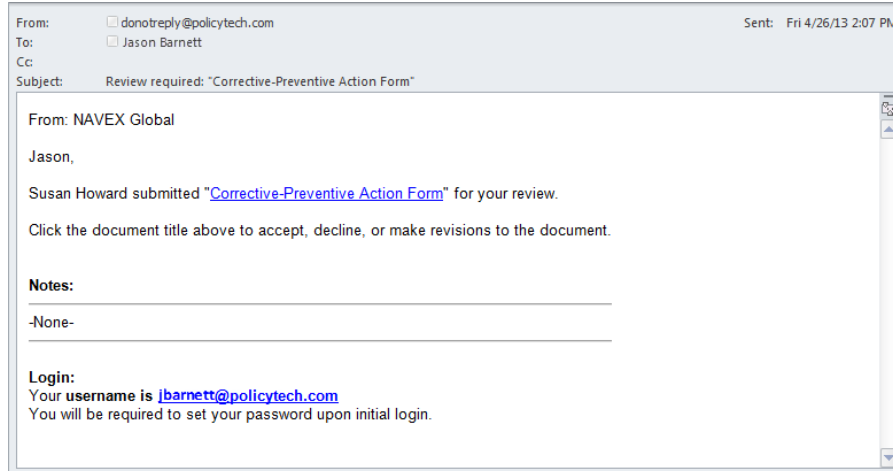 From: donotreply@policytech.com Sent: Fri 4/26/13 2:07 PM
To: Jason Barnett
Cc:
Subject: Review required: "Corrective-Preventive Action Form"
From: NAVEX Global
Jason,
Susan Howard submitted "Corrective-Preventive Action Form" for your review.
Click the document title above to accept, decline, or make revisions to the document.
Notes:
-None-
Login:
Your username is jbarnett@policytech.com
You will be required to set your password upon initial login.